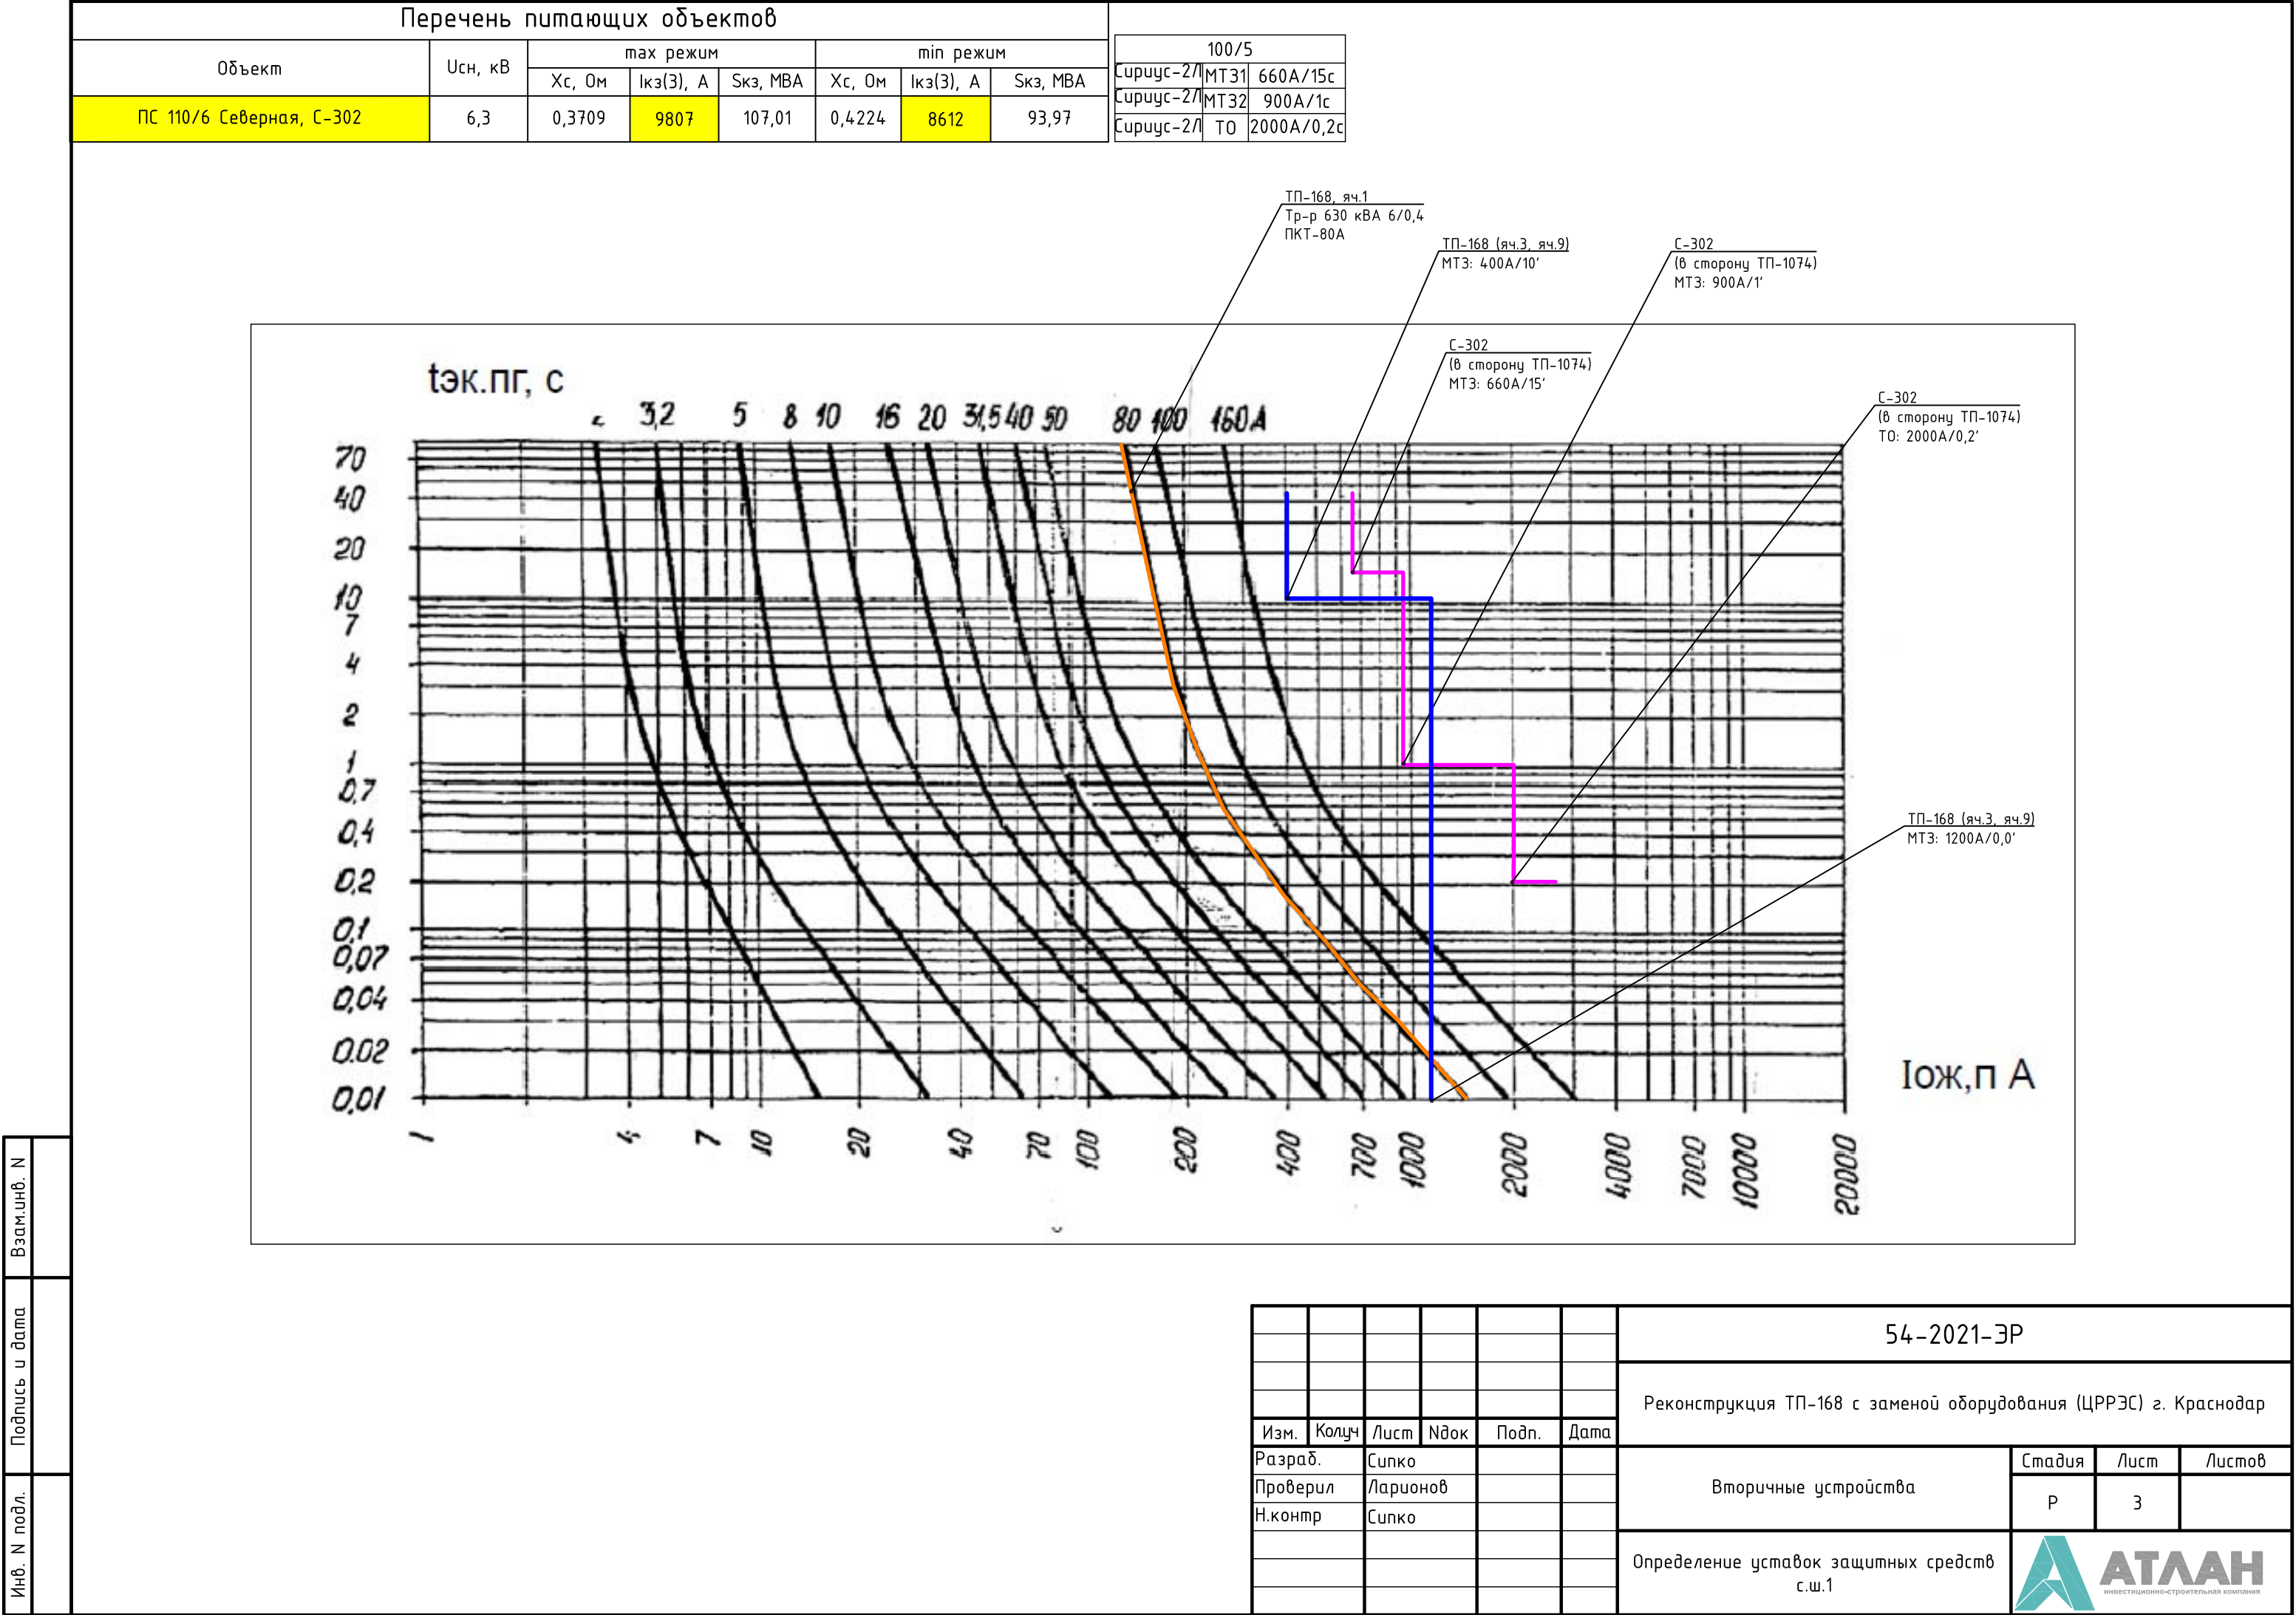 Перечень питающих объектов
Объект
Uсн, кВ
max режим
min режим
Xc, Ом
Iкз(3), А
Sкз, МВА
Xc, Ом
Iкз(3), А
Sкз, МВА
ПС 110/6 Северная, С-302
6,3
0,3709
9807
107,01
0,4224
8612
93,97
100/5
Сириус-2Л МТЗ1 660А/15с
Сириус-2Л МТЗ2 900А/1с
Сириус-2Л ТО 2000А/0,2с
ТП-168, яч.1
Тр-р 630 кВА 6/0,4
ПКТ-80А
ТП-168 (яч.3, яч.9)
МТЗ: 400А/10'
С-302
(в сторону ТП-1074)
МТЗ: 900А/1'
С-302
(в сторону ТП-1074)
МТЗ: 660А/15'
С-302
(в сторону ТП-1074)
ТО: 2000А/0,2'
ТП-168 (яч.3, яч.9)
МТЗ: 1200А/0,0'
tэк.пг, с
3,2 5 8 10 16 20 31,5 40 50 80 100 160А
70
40
20
10
7
4
2
1
0,7
0,4
0,2
0,1
0,07
0,04
0.02
0,01
Iож,п А
1 4 7 10 20 40 70 100 200 400 700 1000 2000 4000 7000 10000 20000
Взам.инв. N
Подпись и дата
Инв. N подл.
54-2021-ЭР
Реконструкция ТП-168 с заменой оборудования (ЦРРЭС) г. Краснодар
Изм. Колуч Лист Nдок Подп. Дата
Разраб. Сипко
Проверил Ларионов
Н.контр Сипко
Вторичные устройства
Стадия Лист Листов
Р 3
Определение уставок защитных средств
с.ш.1
АТЛАН
инвестиционно-строительная компания